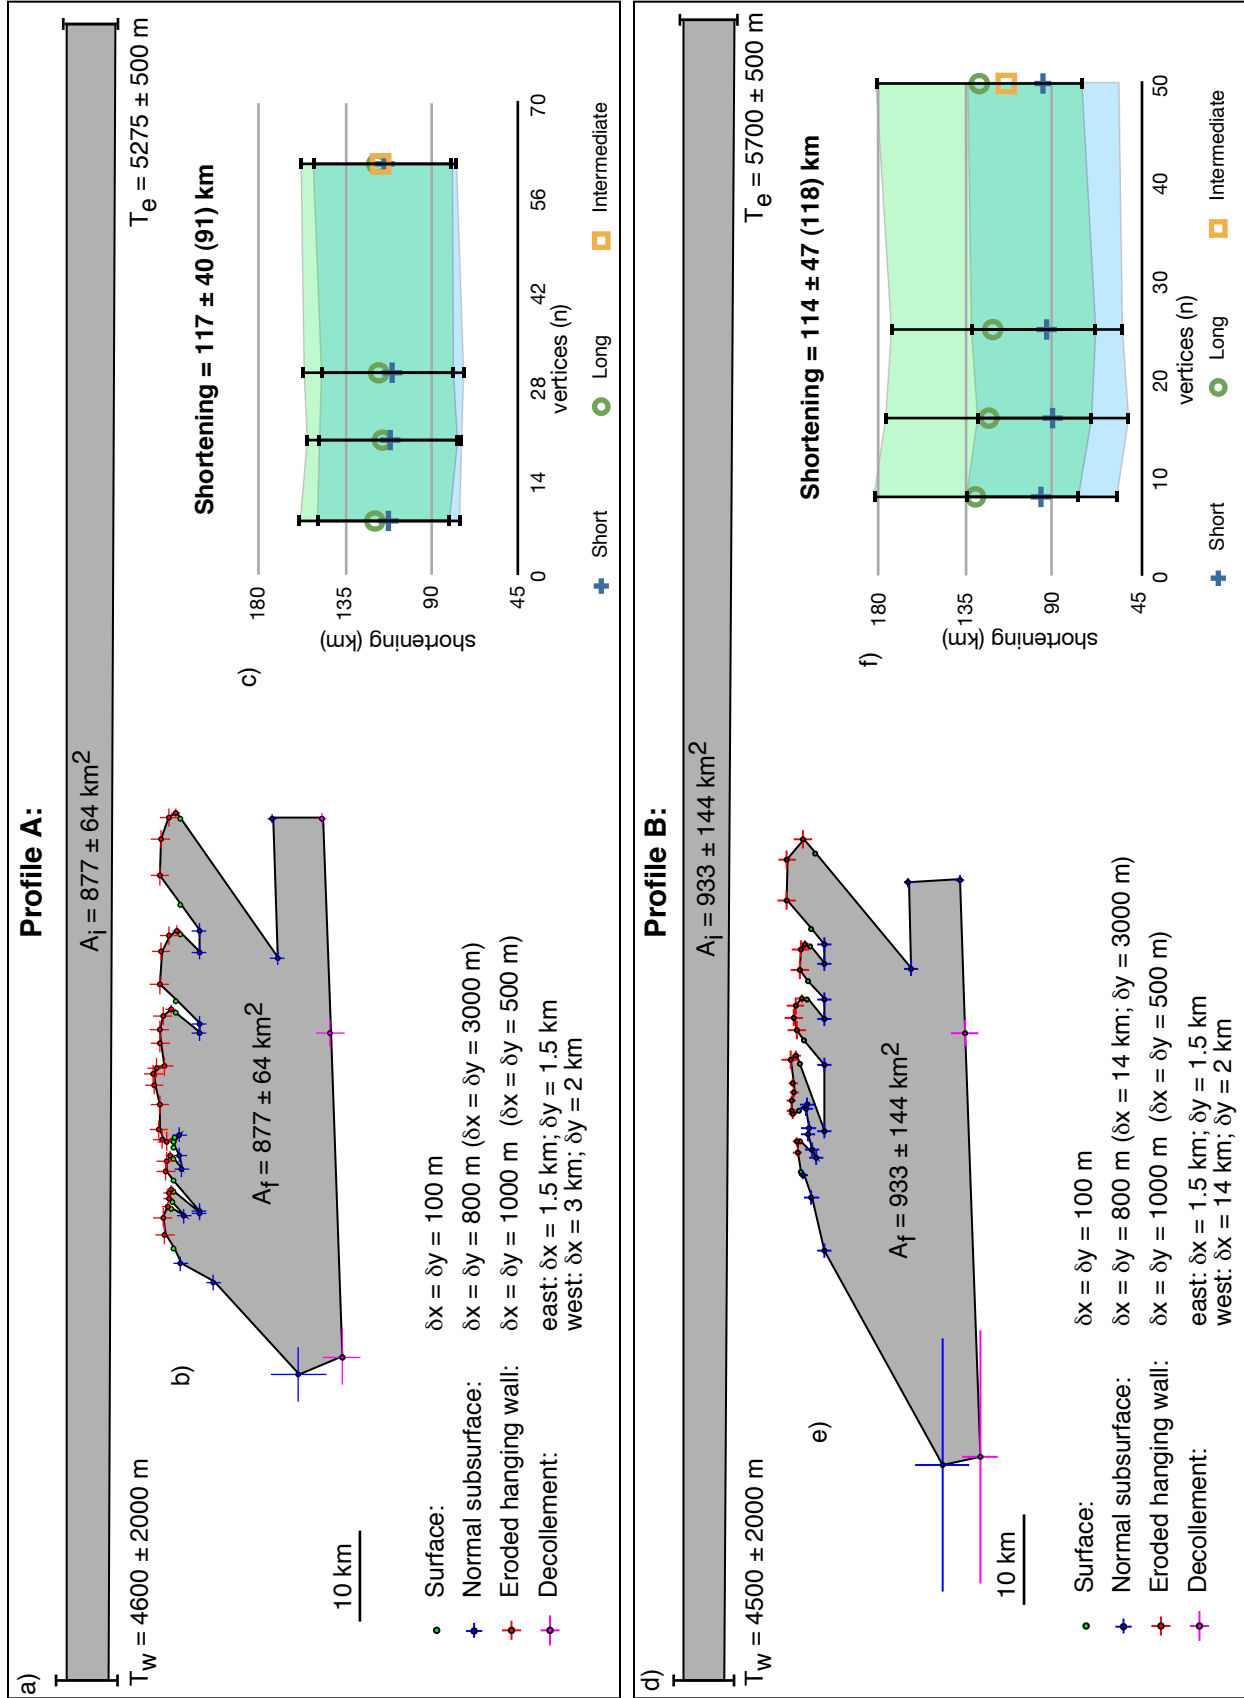 Profile A:
a)
Aᵢ = 877 ± 64 km²
T_w = 4600 ± 2000 m
T_e = 5275 ± 500 m
b)
A_f = 877 ± 64 km²
10 km
Surface: δx = δy = 100 m
Normal subsurface: δx = δy = 800 m (δx = δy = 3000 m)
Eroded hanging wall: δx = δy = 1000 m (δx = δy = 500 m)
Decollement: east: δx = 1.5 km; δy = 1.5 km
west: δx = 3 km; δy = 2 km
c)
Shortening = 117 ± 40 (91) km
shortening (km)
180
135
90
45
0 14 28 42 56 70
vertices (n)
Short Long Intermediate
Profile B:
d)
Aᵢ = 933 ± 144 km²
T_w = 4500 ± 2000 m
T_e = 5700 ± 500 m
e)
A_f = 933 ± 144 km²
10 km
Surface: δx = δy = 100 m
Normal subsurface: δx = δy = 800 m (δx = 14 km; δy = 3000 m)
Eroded hanging wall: δx = δy = 1000 m (δx = δy = 500 m)
Decollement: east: δx = 1.5 km; δy = 1.5 km
west: δx = 14 km; δy = 2 km
f)
Shortening = 114 ± 47 (118) km
shortening (km)
180
135
90
45
0 10 20 30 40 50
vertices (n)
Short Long Intermediate